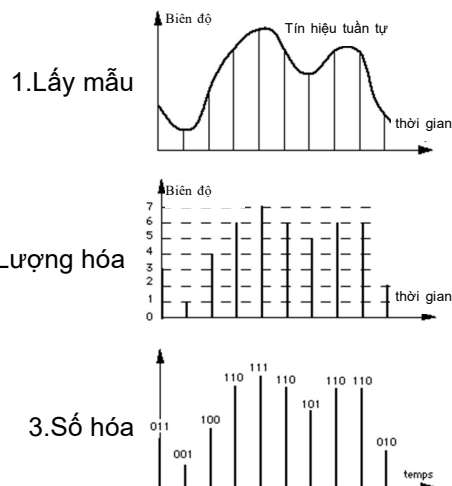 Biên độ
Tín hiệu tuần tự
1.Lấy mẫu
thời gian
Biên độ
7
6
5
4
3
2
1
0
Lượng hóa
thời gian
3.Số hóa
011
001
100
110
111
110
101
110 110
010
temps